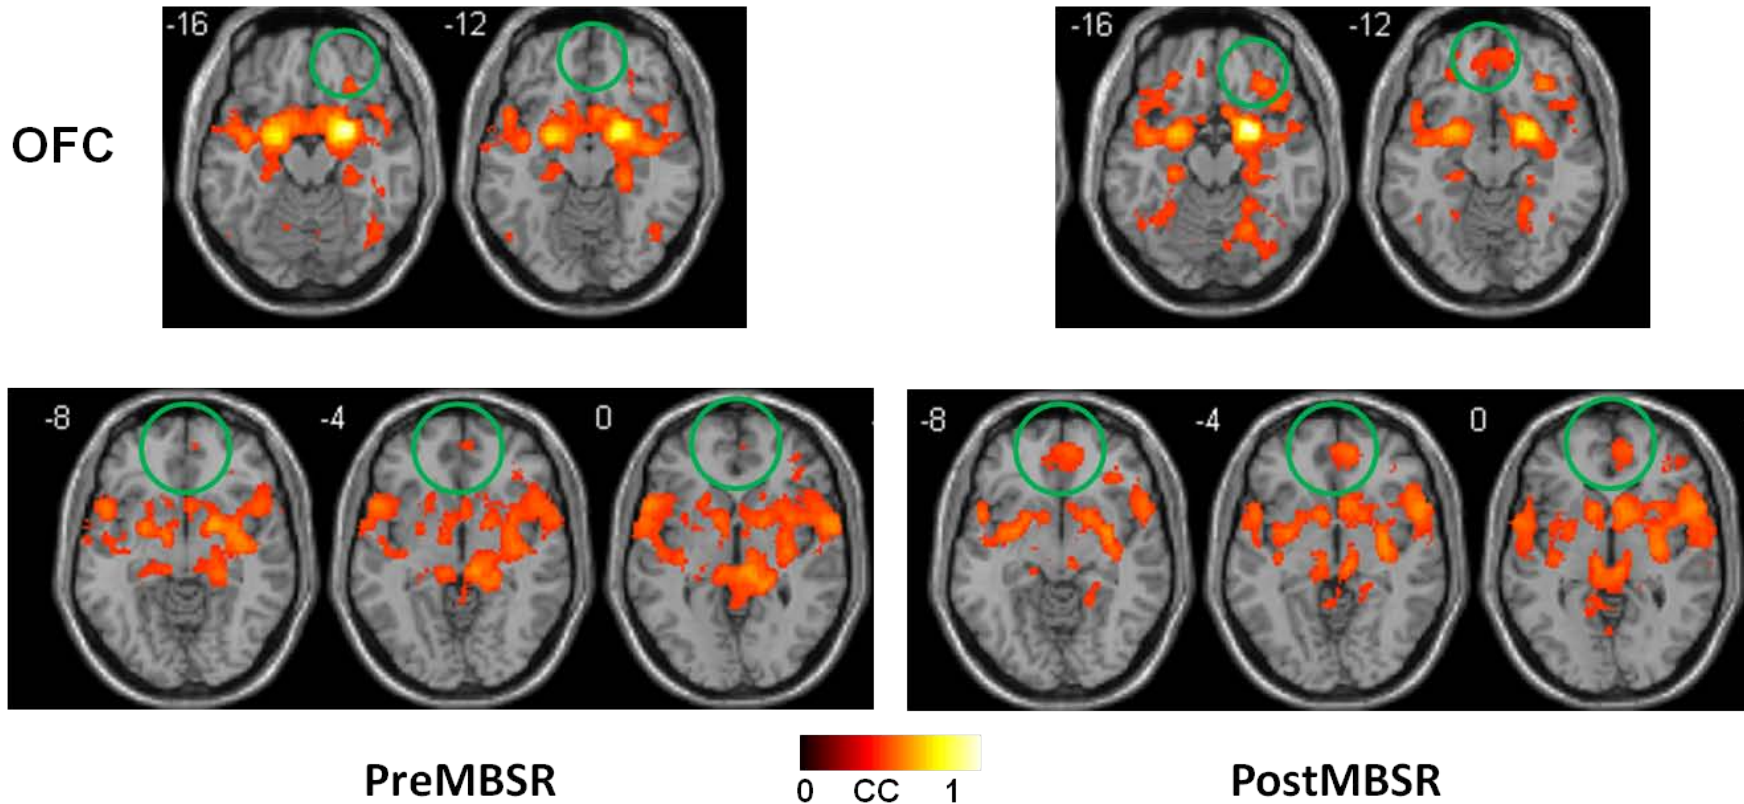 -16 -12 -16 -12
OFC
-8 -4 0 -8 -4 0
PreMBSR PostMBSR
0 CC 1